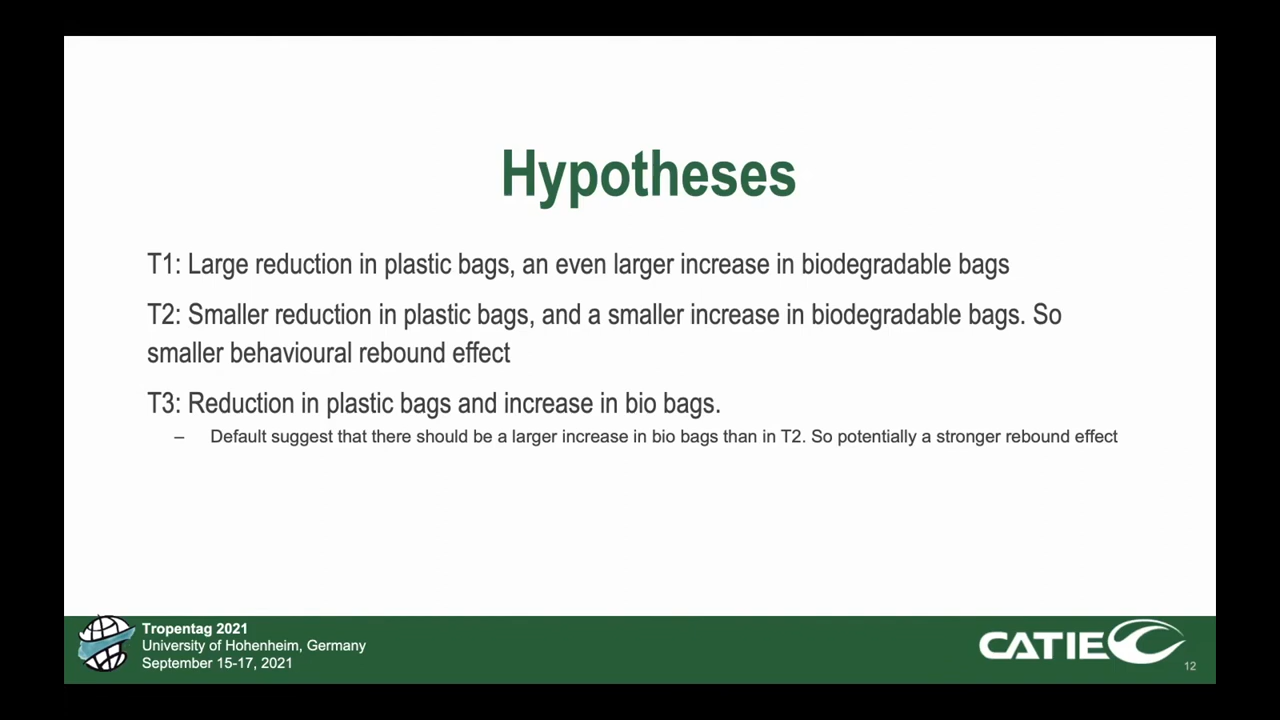 Hypotheses
T1: Large reduction in plastic bags, an even larger increase in biodegradable bags
T2: Smaller reduction in plastic bags, and a smaller increase in biodegradable bags. So
smaller behavioural rebound effect
T3: Reduction in plastic bags and increase in bio bags.
– Default suggest that there should be a larger increase in bio bags than in T2. So potentially a stronger rebound effect
Tropentag 2021
University of Hohenheim, Germany
September 15-17, 2021
CATIE
12